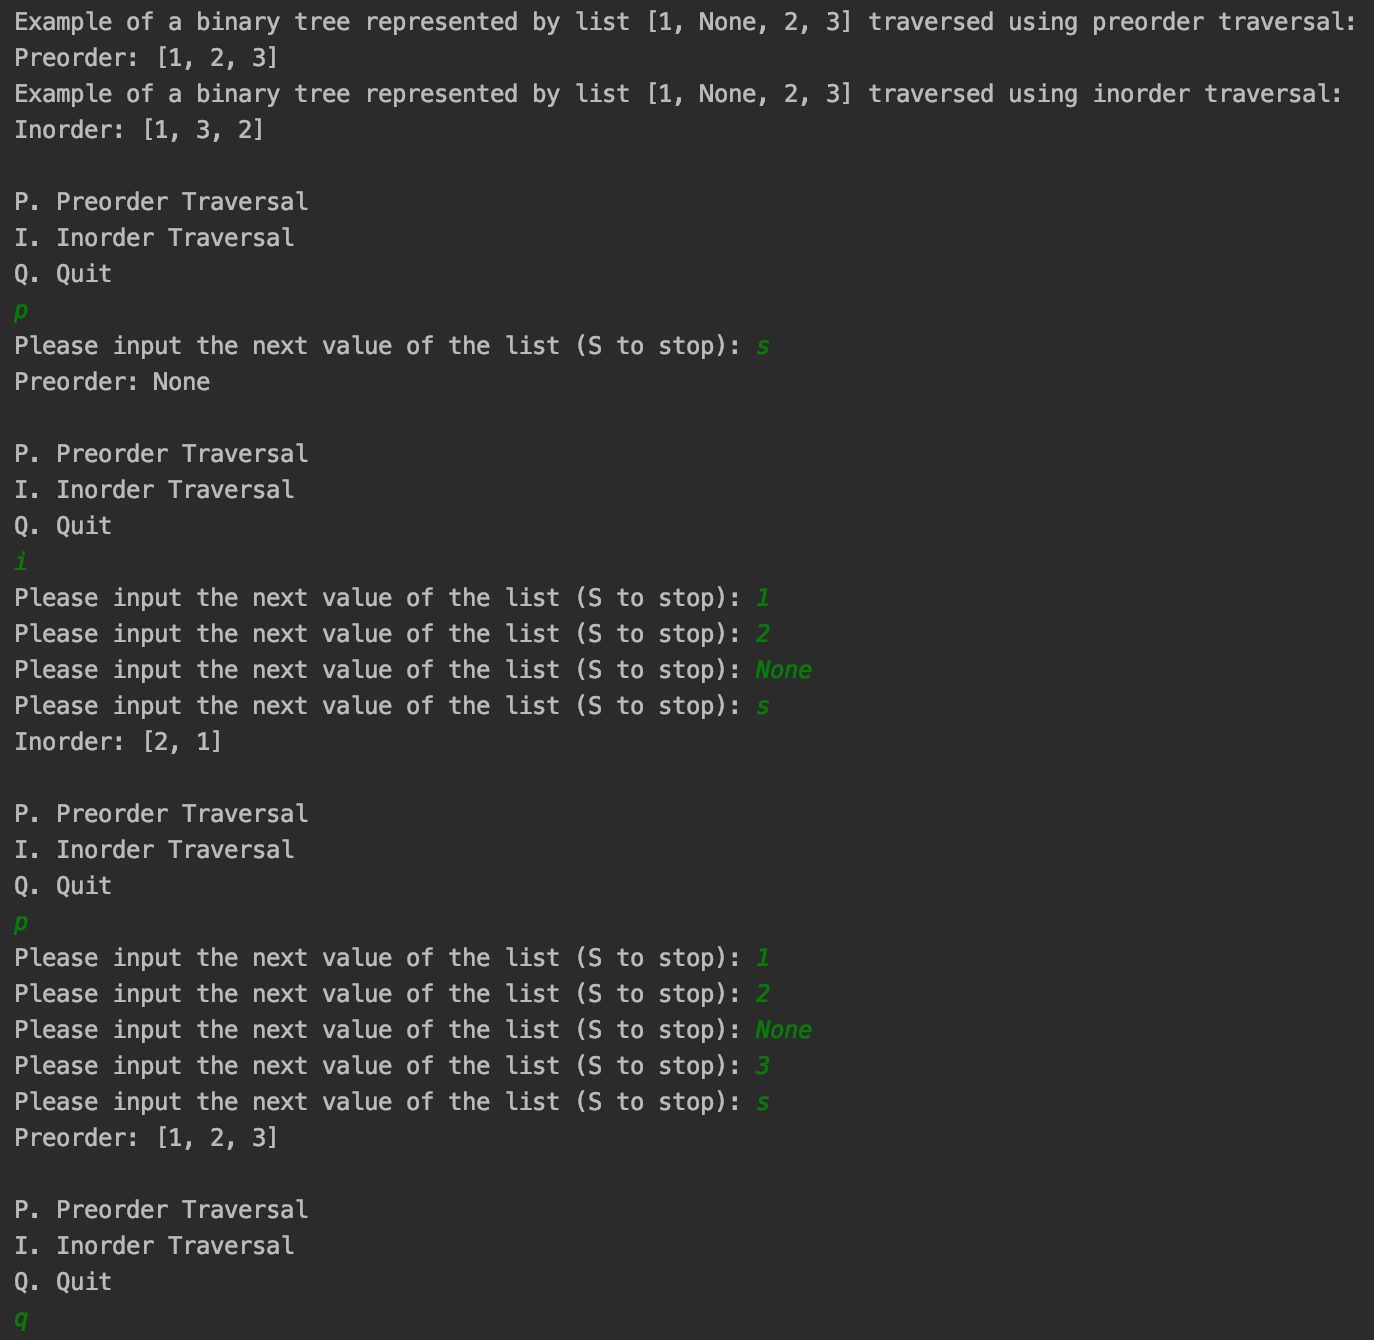 Example of a binary tree represented by list [1, None, 2, 3] traversed using preorder traversal:
Preorder: [1, 2, 3]
Example of a binary tree represented by list [1, None, 2, 3] traversed using inorder traversal:
Inorder: [1, 3, 2]
P. Preorder Traversal
I. Inorder Traversal
Q. Quit
p
Please input the next value of the list (S to stop): s
Preorder: None
P. Preorder Traversal
I. Inorder Traversal
Q. Quit
i
Please input the next value of the list (S to stop): 1
Please input the next value of the list (S to stop): 2
Please input the next value of the list (S to stop): None
Please input the next value of the list (S to stop): s
Inorder: [2, 1]
P. Preorder Traversal
I. Inorder Traversal
Q. Quit
p
Please input the next value of the list (S to stop): 1
Please input the next value of the list (S to stop): 2
Please input the next value of the list (S to stop): None
Please input the next value of the list (S to stop): 3
Please input the next value of the list (S to stop): s
Preorder: [1, 2, 3]
P. Preorder Traversal
I. Inorder Traversal
Q. Quit
q